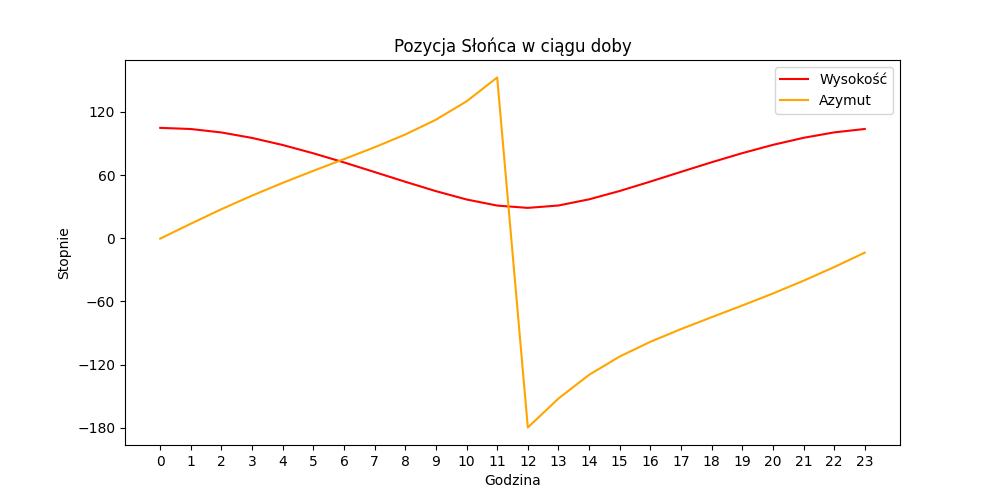 Pozycja Słońca w ciągu doby
Wysokość
Azymut
120
60
0
−60
−120
−180
Stopnie
0 1 2 3 4 5 6 7 8 9 10 11 12 13 14 15 16 17 18 19 20 21 22 23
Godzina